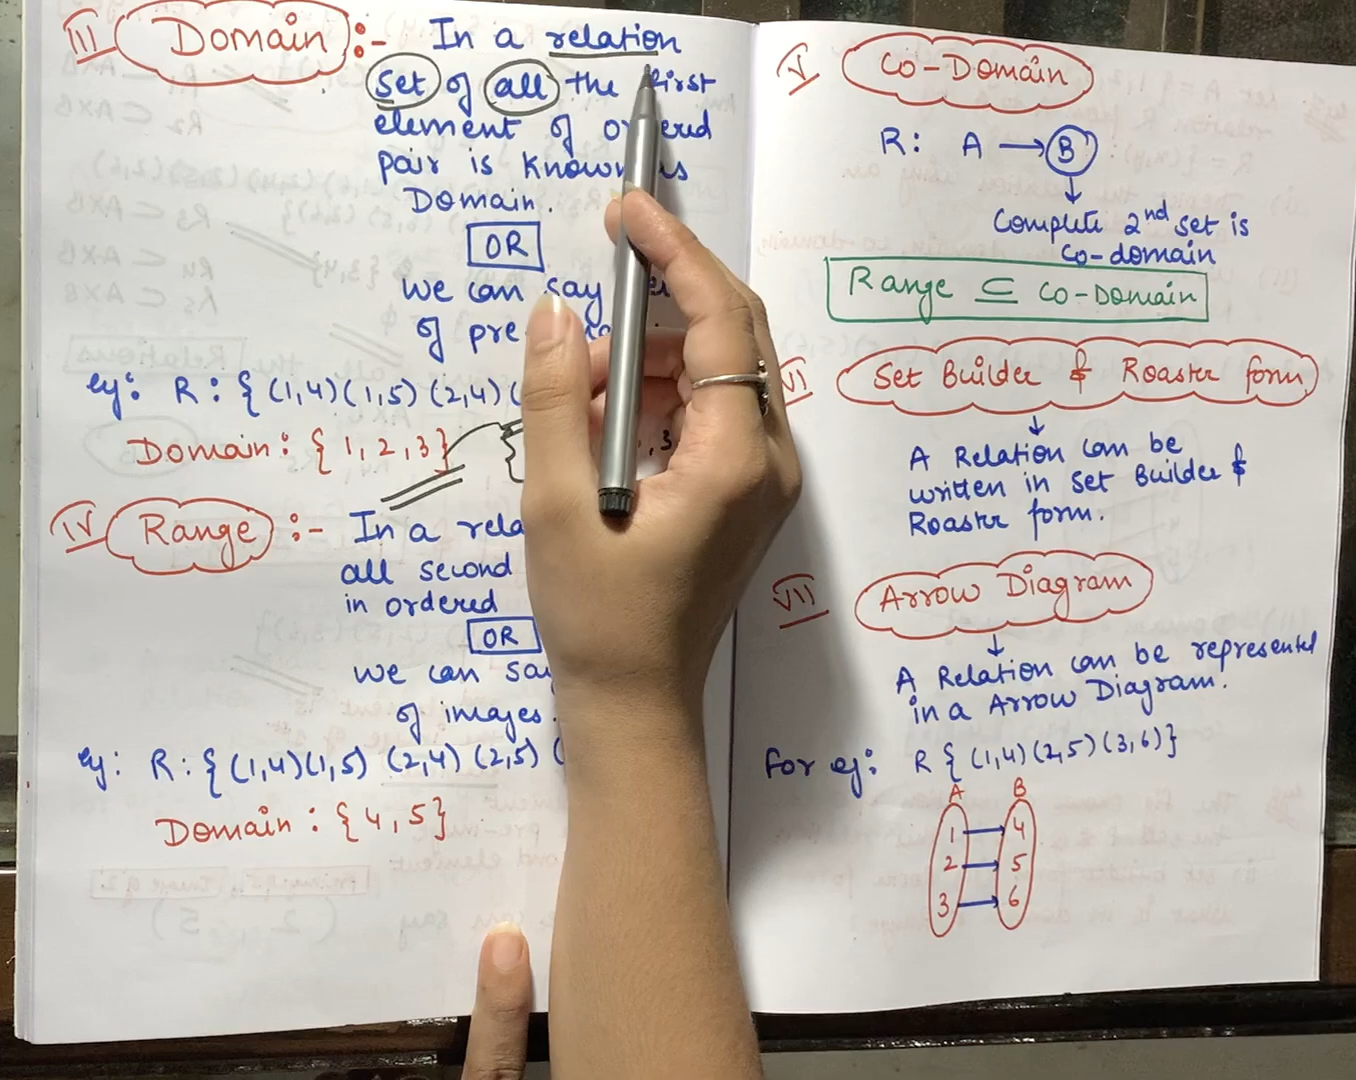 III Domain :- In a relation
set of all the first
element of ordered
pair is known as
Domain.
OR
we can say
of pre-
eg: R : { (1,4) (1,5) (2,4) (
Domain : { 1, 2, 3 }
, 3
IV Range :- In a rela
all second
in ordered
OR
we can say
of images.
eg: R : { (1,4) (1,5) (2,4) (2,5) (
Domain : { 4, 5 }
V Co-Domain
R : A → B
Complete 2nd set is
Co-domain
Range ⊆ Co-Domain
VI Set Builder & Roaster form
A Relation can be
written in Set Builder &
Roaster form.
VII Arrow Diagram
A Relation can be represented
in a Arrow Diagram.
For eg: R { (1,4) (2,5) (3,6) }
A B
1 → 4
2 → 5
3 → 6